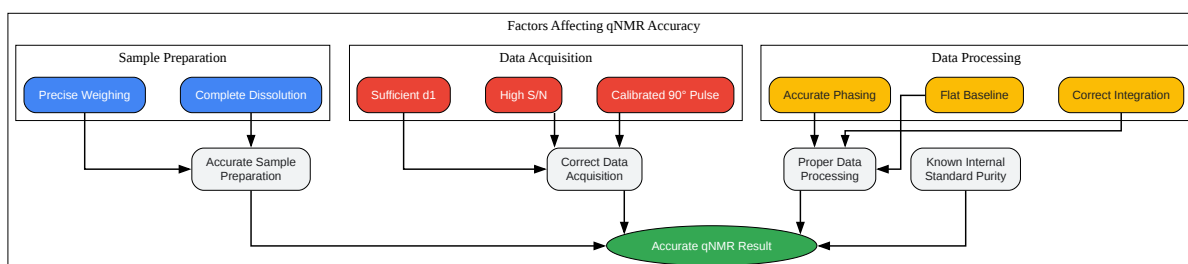 Factors Affecting qNMR Accuracy
Sample Preparation
Data Acquisition
Data Processing
Precise Weighing
Complete Dissolution
Sufficient d1
High S/N
Calibrated 90° Pulse
Accurate Phasing
Flat Baseline
Correct Integration
Accurate Sample
Preparation
Correct Data
Acquisition
Proper Data
Processing
Known Internal
Standard Purity
Accurate qNMR Result